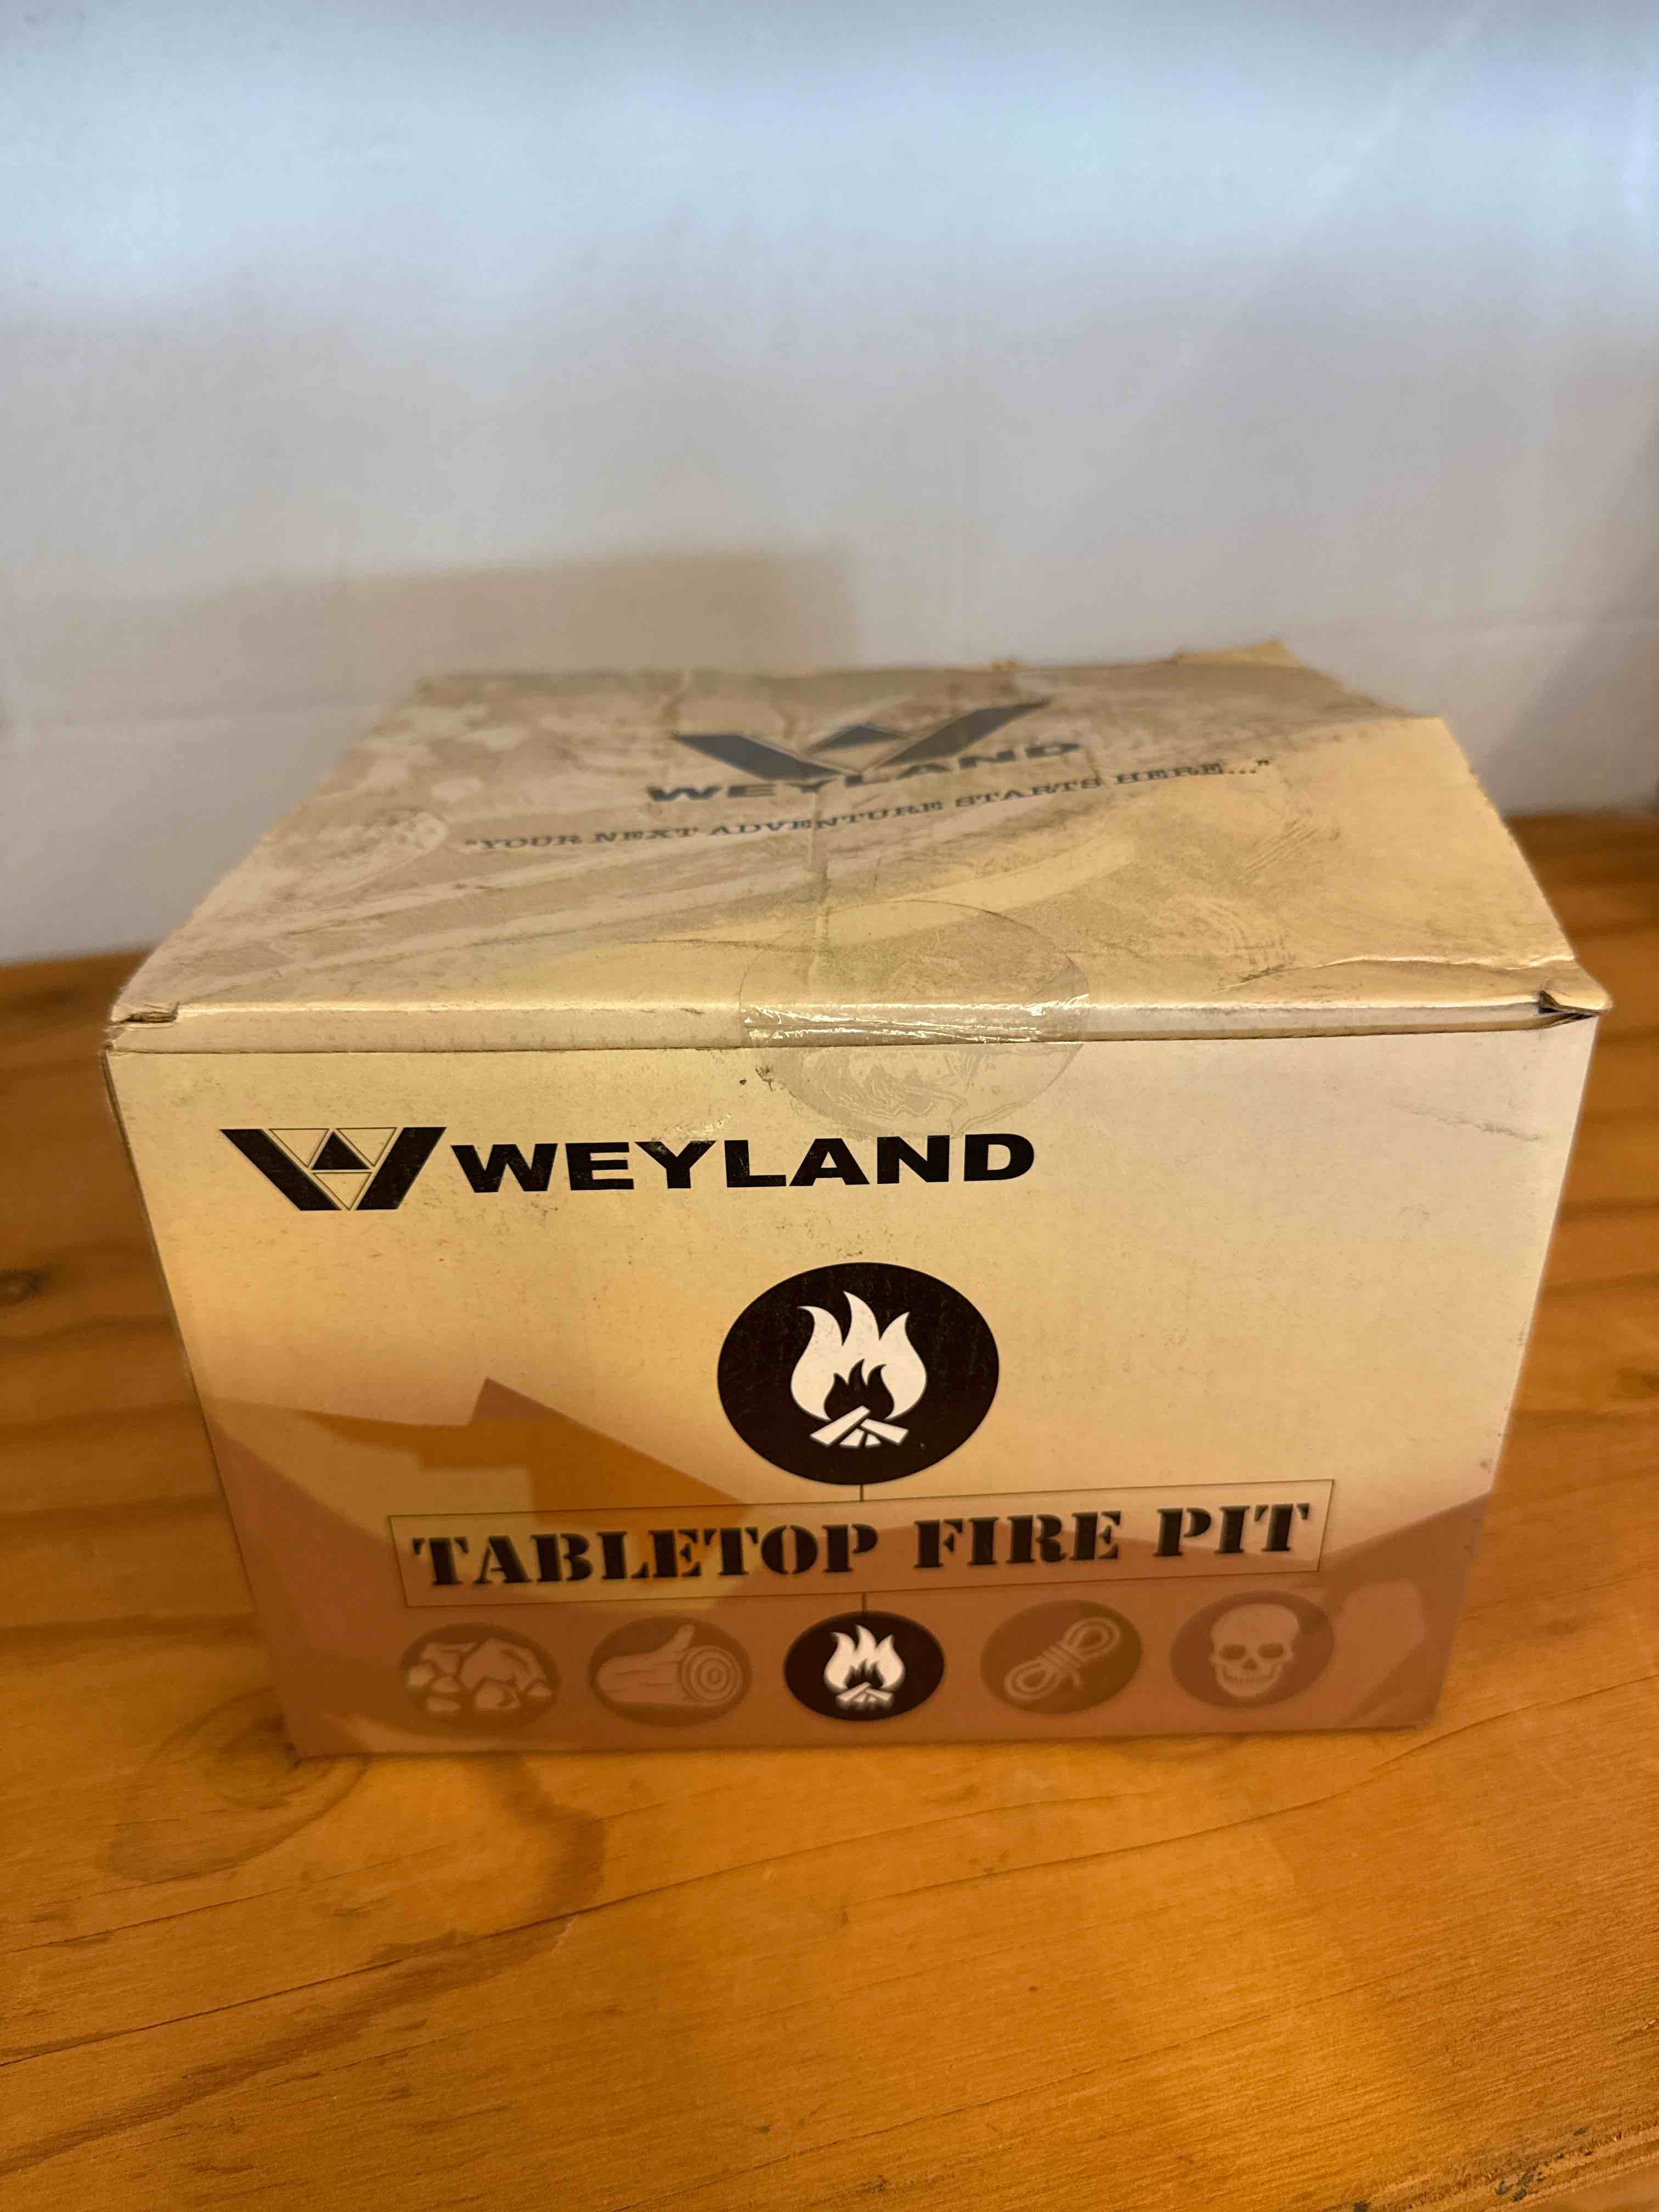 WEYLAND
"YOUR NEXT ADVENTURE STARTS HERE..."
WEYLAND
TABLETOP FIRE PIT